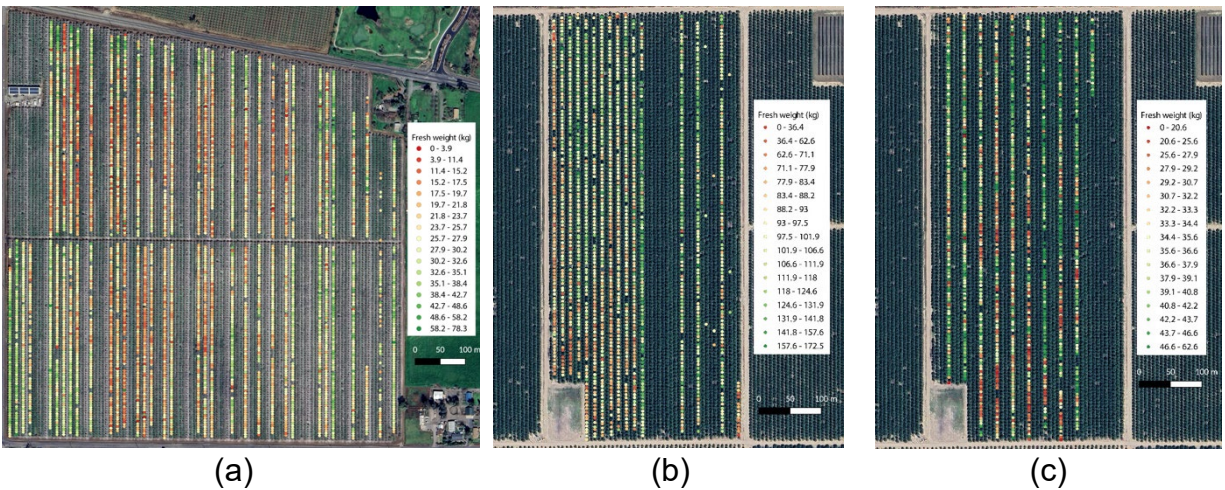 Fresh weight (kg)
0 - 3.9
3.9 - 11.4
11.4 - 15.2
15.2 - 17.5
17.5 - 19.7
19.7 - 21.8
21.8 - 23.7
23.7 - 25.7
25.7 - 27.9
27.9 - 30.2
30.2 - 32.6
32.6 - 35.1
35.1 - 38.4
38.4 - 42.7
42.7 - 48.6
48.6 - 58.2
58.2 - 78.3
0 50 100 m
(a)
Fresh weight (kg)
0 - 36.4
36.4 - 62.6
62.6 - 71.1
71.1 - 77.9
77.9 - 83.4
83.4 - 88.2
88.2 - 93
93 - 97.5
97.5 - 101.9
101.9 - 106.6
106.6 - 111.9
111.9 - 118
118 - 124.6
124.6 - 131.9
131.9 - 141.8
141.8 - 157.6
157.6 - 172.5
0 50 100 m
(b)
Fresh weight (kg)
0 - 20.6
20.6 - 25.6
25.6 - 27.9
27.9 - 29.2
29.2 - 30.7
30.7 - 32.2
32.2 - 33.3
33.3 - 34.4
34.4 - 35.6
35.6 - 36.6
36.6 - 37.9
37.9 - 39.1
39.1 - 40.8
40.8 - 42.2
42.2 - 43.7
43.7 - 46.6
46.6 - 62.6
0 50 100 m
(c)